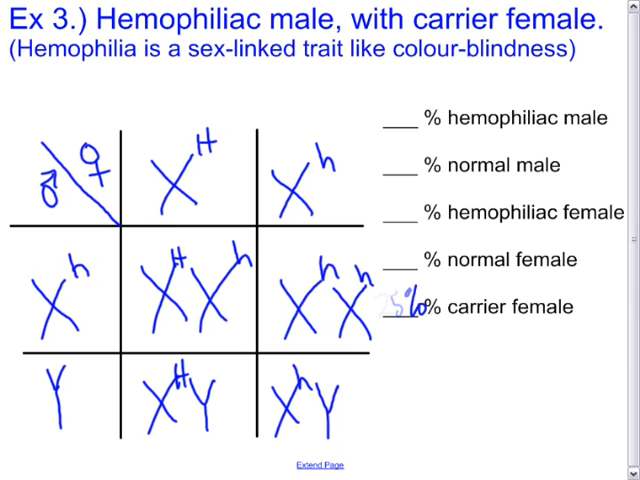 Ex 3.) Hemophiliac male, with carrier female.
(Hemophilia is a sex-linked trait like colour-blindness)
♂ ♀ X^H X^h
X^h X^H X^h X^h X^h
Y X^H Y X^h Y
___ % hemophiliac male
___ % normal male
___ % hemophiliac female
___ % normal female
25% % carrier female
Extend Page